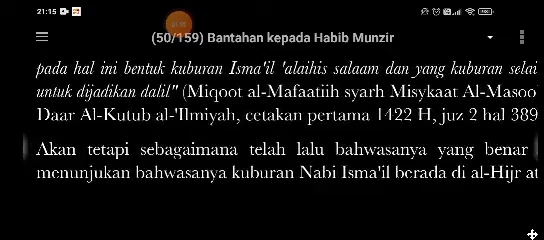 21:15
(50/159) Bantahan kepada Habib Munzir
pada hal ini bentuk kuburan Isma'il 'alaihis salaam dan yang kuburan selai
untuk dijadikan dalil" (Miqoot al-Mafaatiih syarh Misykaat Al-Masoo
Daar Al-Kutub al-'Ilmiyah, cetakan pertama 1422 H, juz 2 hal 389
Akan tetapi sebagaimana telah lalu bahwasanya yang benar
menunjukan bahwasanya kuburan Nabi Isma'il berada di al-Hijr at